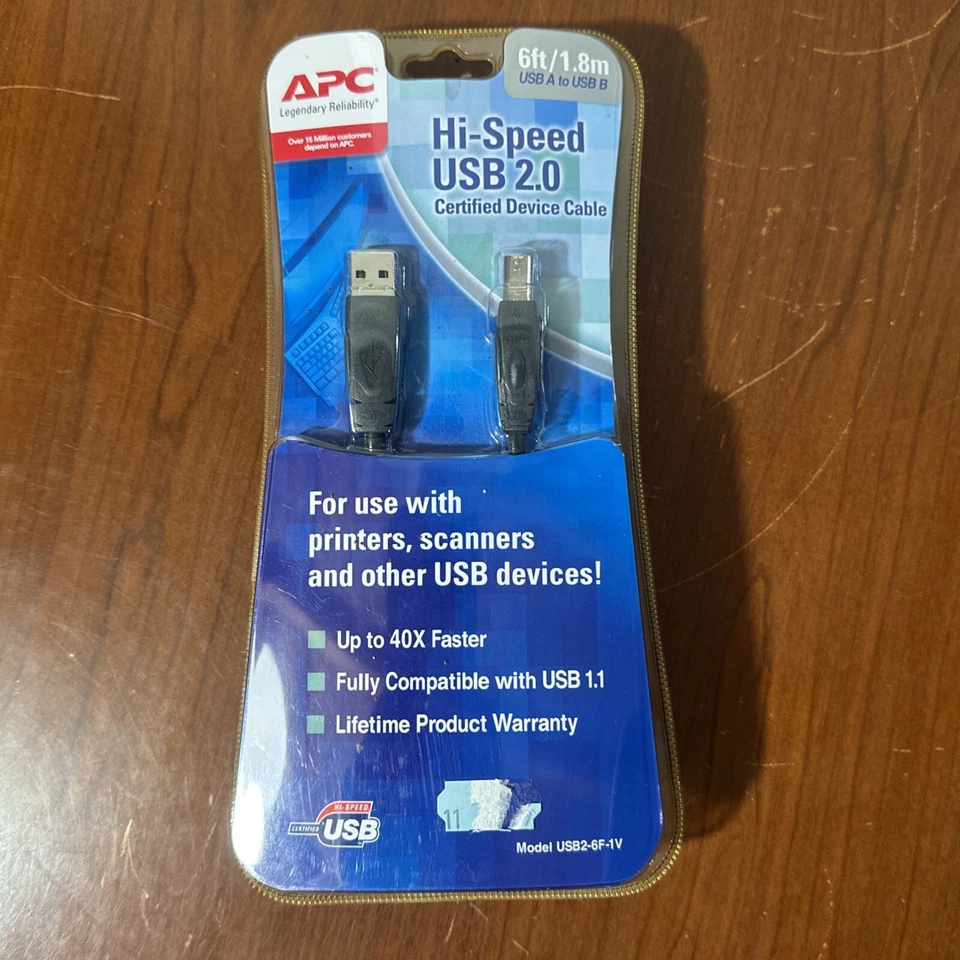 APC
Legendary Reliability®
Over 15 Million customers
depend on APC.
6ft/1.8m
USB A to USB B
Hi-Speed
USB 2.0
Certified Device Cable
For use with
printers, scanners
and other USB devices!
Up to 40X Faster
Fully Compatible with USB 1.1
Lifetime Product Warranty
HI-SPEED
CERTIFIED
USB
11
Model USB2-6F-1V